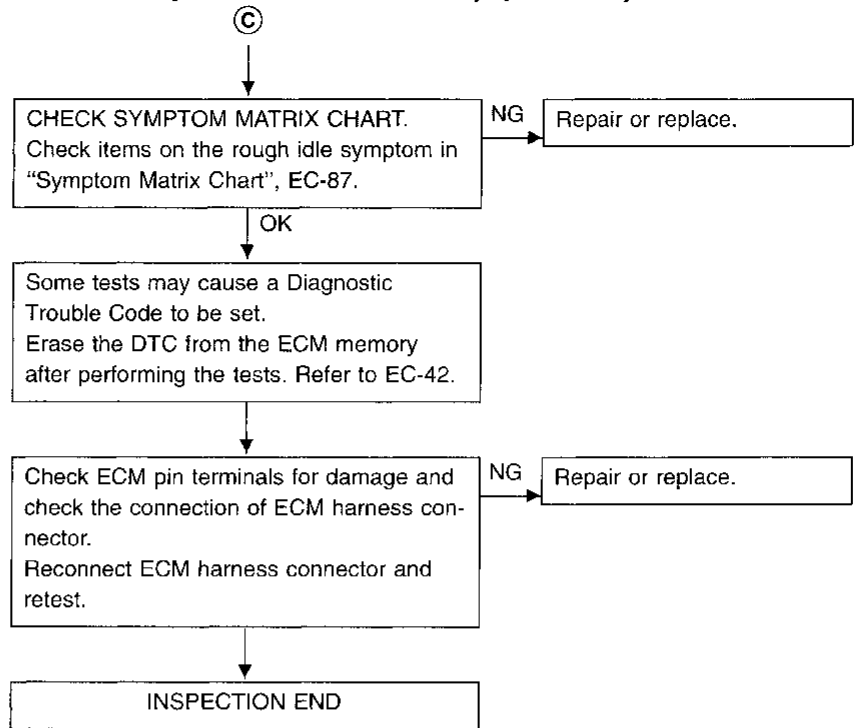 C
CHECK SYMPTOM MATRIX CHART.
Check items on the rough idle symptom in
“Symptom Matrix Chart”, EC-87.
NG
Repair or replace.
OK
Some tests may cause a Diagnostic
Trouble Code to be set.
Erase the DTC from the ECM memory
after performing the tests. Refer to EC-42.
Check ECM pin terminals for damage and
check the connection of ECM harness con-
nector.
Reconnect ECM harness connector and
retest.
NG
Repair or replace.
INSPECTION END